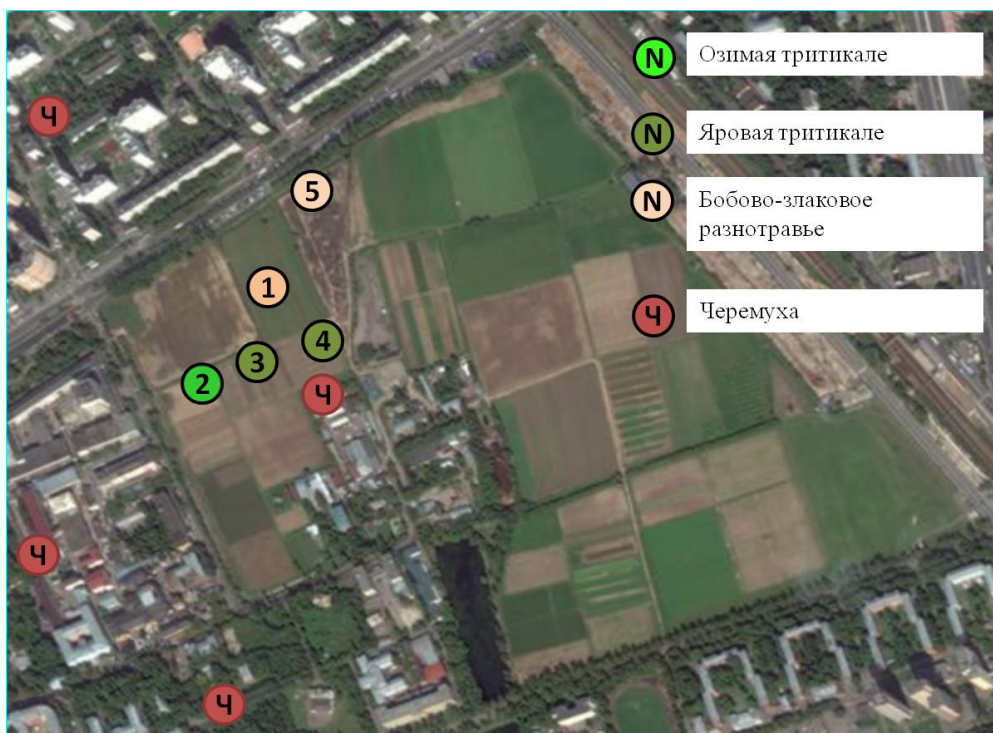 N Озимая тритикале
Ч
N Яровая тритикале
5
N Бобово-злаковое
разнотравье
1
Ч Черемуха
4
3
2
Ч
Ч
Ч